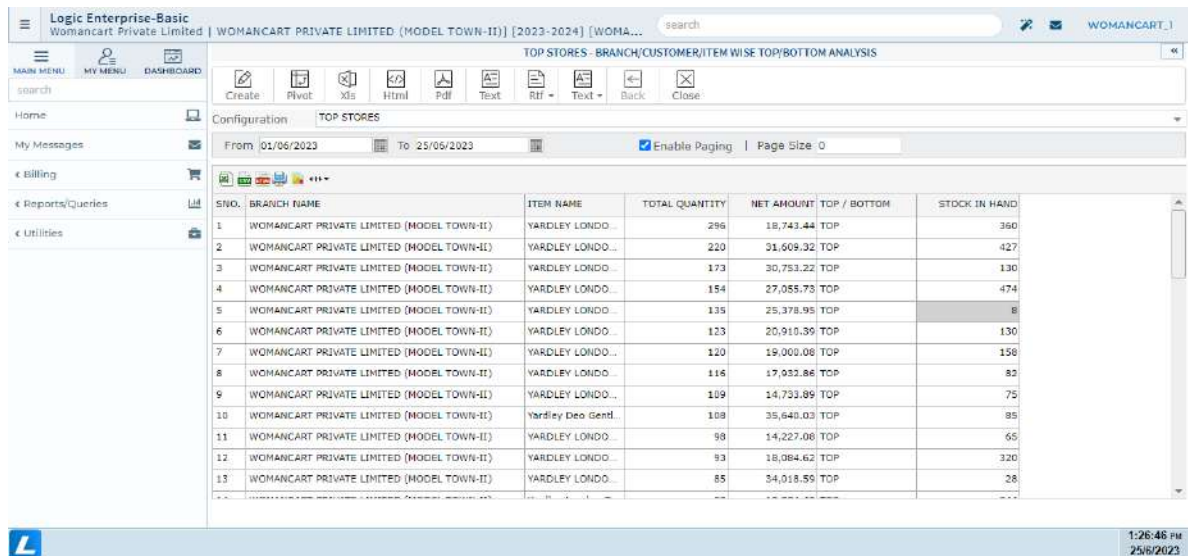 Logic Enterprise-Basic
Womancart Private Limited | WOMANCART PRIVATE LIMITED (MODEL TOWN-II)] [2023-2024] [WOMA...
search
WOMANCART_1
MAIN MENU MY MENU DASHBOARD
TOP STORES - BRANCH/CUSTOMER/ITEM WISE TOP/BOTTOM ANALYSIS
search
Create Pivot Xls Html Pdf Text Rtf Text Back Close
Home
Configuration TOP STORES
My Messages
From 01/06/2023 To 25/06/2023 Enable Paging | Page Size 0
Billing
Reports/Queries
Utilities
SNO. BRANCH NAME ITEM NAME TOTAL QUANTITY NET AMOUNT TOP / BOTTOM STOCK IN HAND
1 WOMANCART PRIVATE LIMITED (MODEL TOWN-II) YARDLEY LONDO... 296 18,743.44 TOP 360
2 WOMANCART PRIVATE LIMITED (MODEL TOWN-II) YARDLEY LONDO... 220 31,609.32 TOP 427
3 WOMANCART PRIVATE LIMITED (MODEL TOWN-II) YARDLEY LONDO... 173 30,753.22 TOP 130
4 WOMANCART PRIVATE LIMITED (MODEL TOWN-II) YARDLEY LONDO... 154 27,055.73 TOP 474
5 WOMANCART PRIVATE LIMITED (MODEL TOWN-II) YARDLEY LONDO... 135 25,378.95 TOP 8
6 WOMANCART PRIVATE LIMITED (MODEL TOWN-II) YARDLEY LONDO... 123 20,910.39 TOP 130
7 WOMANCART PRIVATE LIMITED (MODEL TOWN-II) YARDLEY LONDO... 120 19,000.08 TOP 158
8 WOMANCART PRIVATE LIMITED (MODEL TOWN-II) YARDLEY LONDO... 116 17,932.86 TOP 82
9 WOMANCART PRIVATE LIMITED (MODEL TOWN-II) YARDLEY LONDO... 109 14,733.89 TOP 75
10 WOMANCART PRIVATE LIMITED (MODEL TOWN-II) Yardley Deo Gentl... 108 35,640.03 TOP 85
11 WOMANCART PRIVATE LIMITED (MODEL TOWN-II) YARDLEY LONDO... 98 14,227.08 TOP 65
12 WOMANCART PRIVATE LIMITED (MODEL TOWN-II) YARDLEY LONDO... 93 18,084.62 TOP 320
13 WOMANCART PRIVATE LIMITED (MODEL TOWN-II) YARDLEY LONDO... 85 34,018.59 TOP 28
1:26:46 PM
25/6/2023